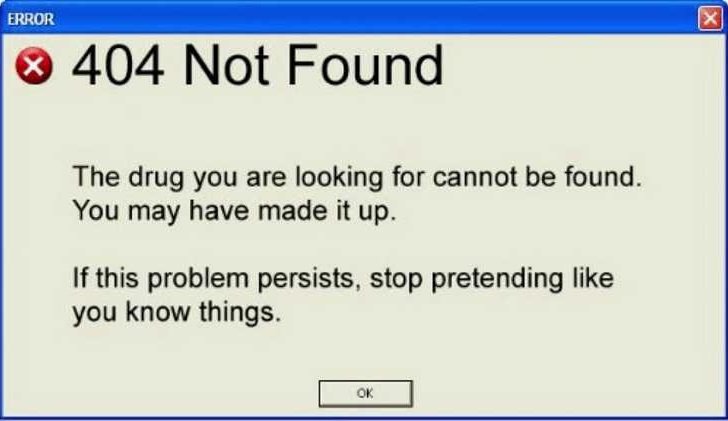 ERROR
404 Not Found
The drug you are looking for cannot be found.
You may have made it up.
If this problem persists, stop pretending like
you know things.
OK